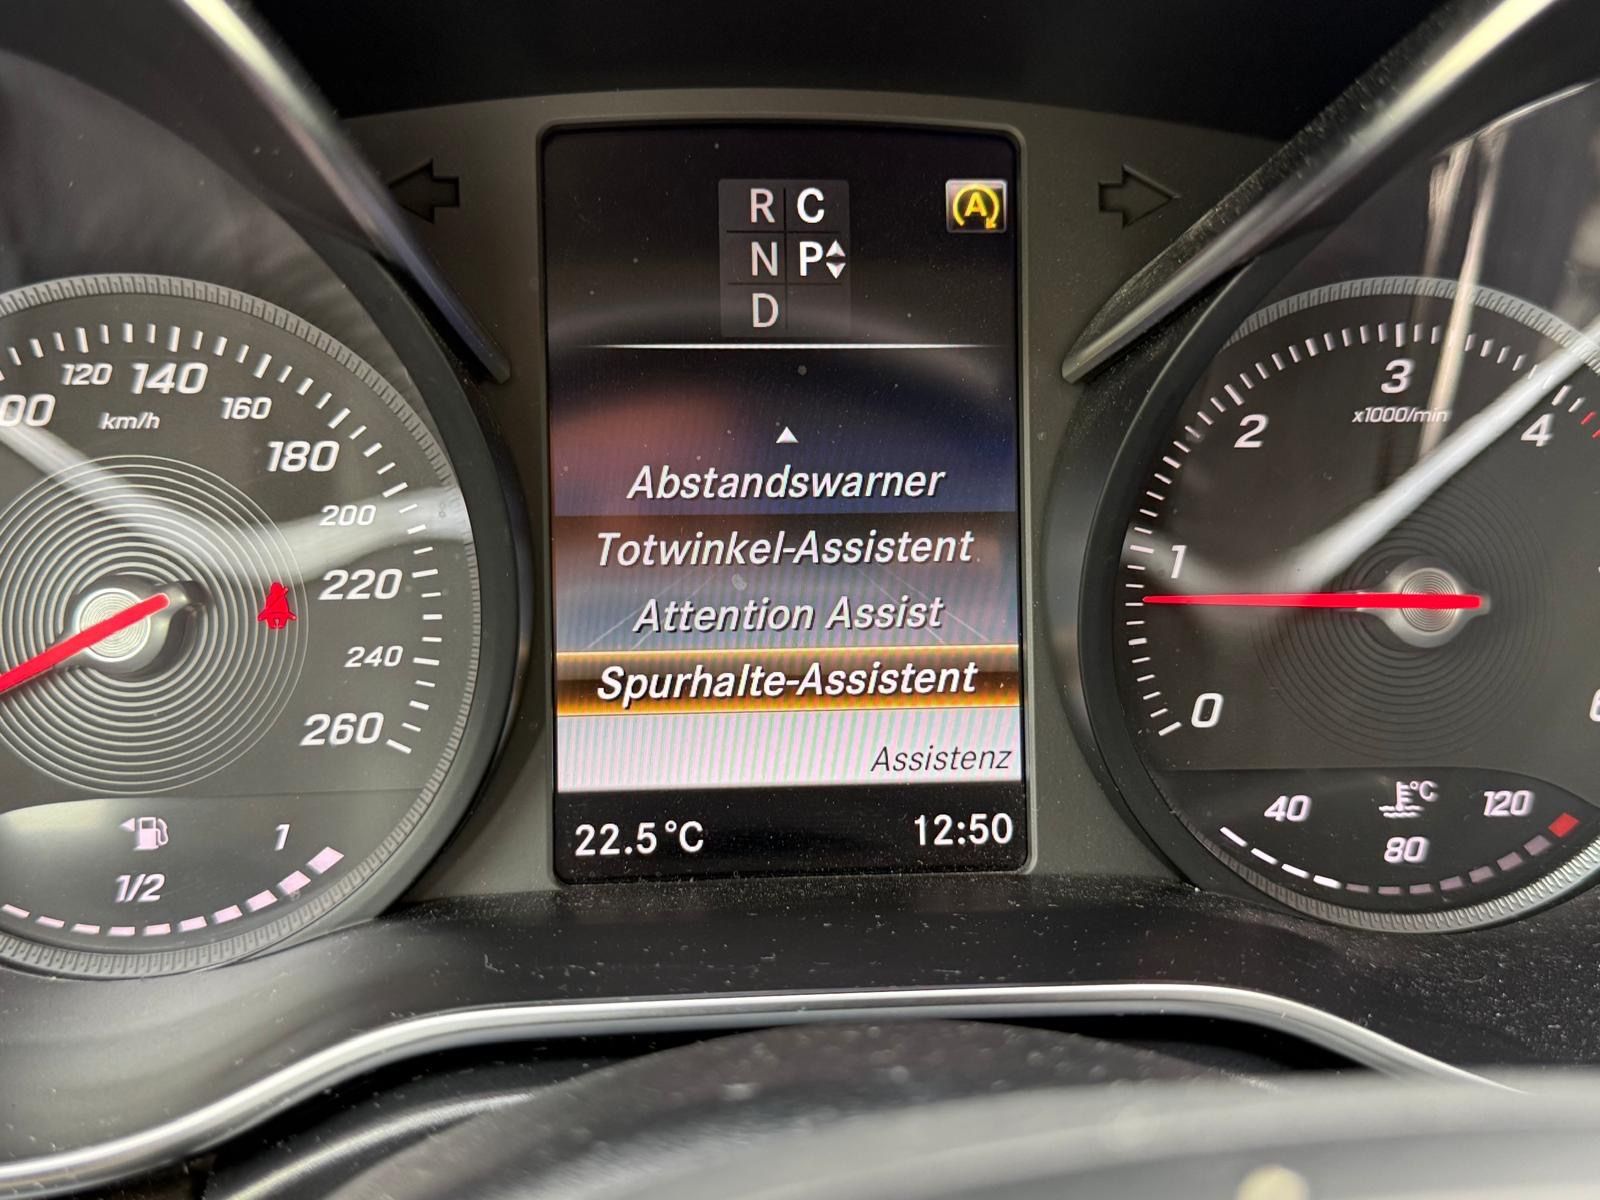 R C
N P
D
A
Abstandswarner
Totwinkel-Assistent
Attention Assist
Spurhalte-Assistent
Assistenz
22.5°C 12:50
120 140 160 180 200 220 240 260
km/h
1/2 1
0 1 2 3 4
x1000/min
40 80 120
°C